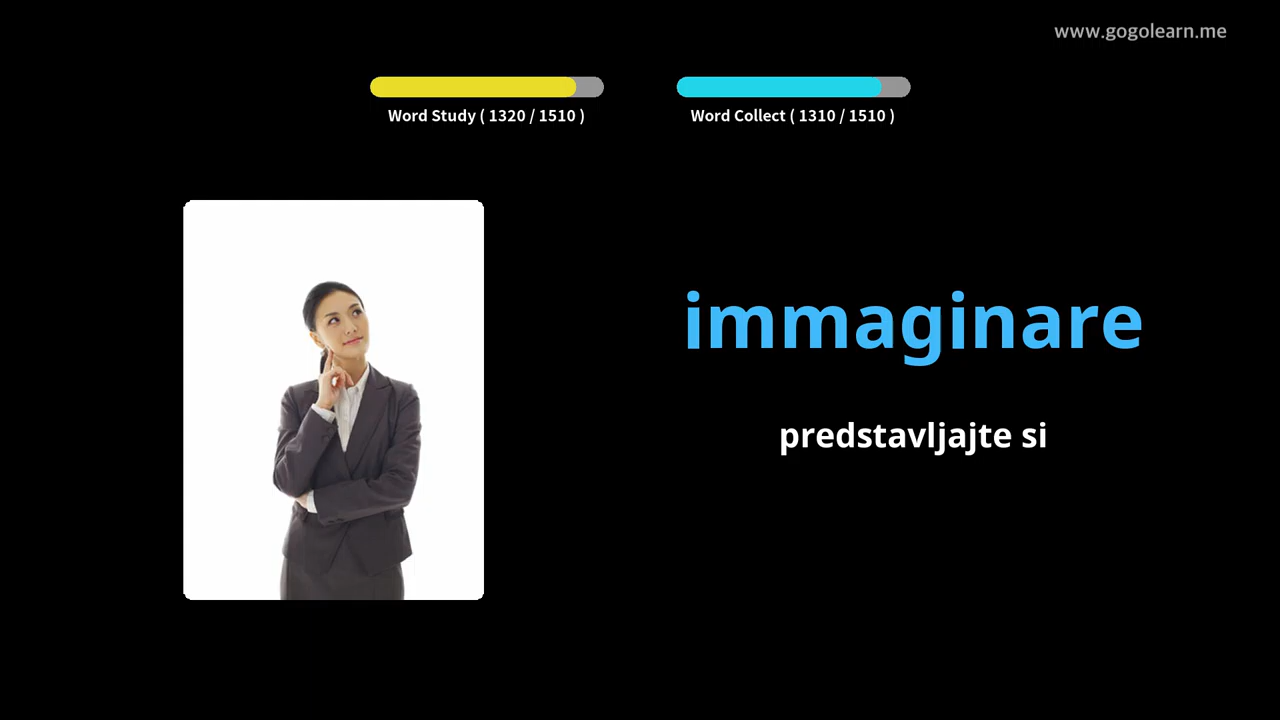 www.gogolearn.me
Word Study ( 1320 / 1510 )
Word Collect ( 1310 / 1510 )
immaginare
predstavljajte si